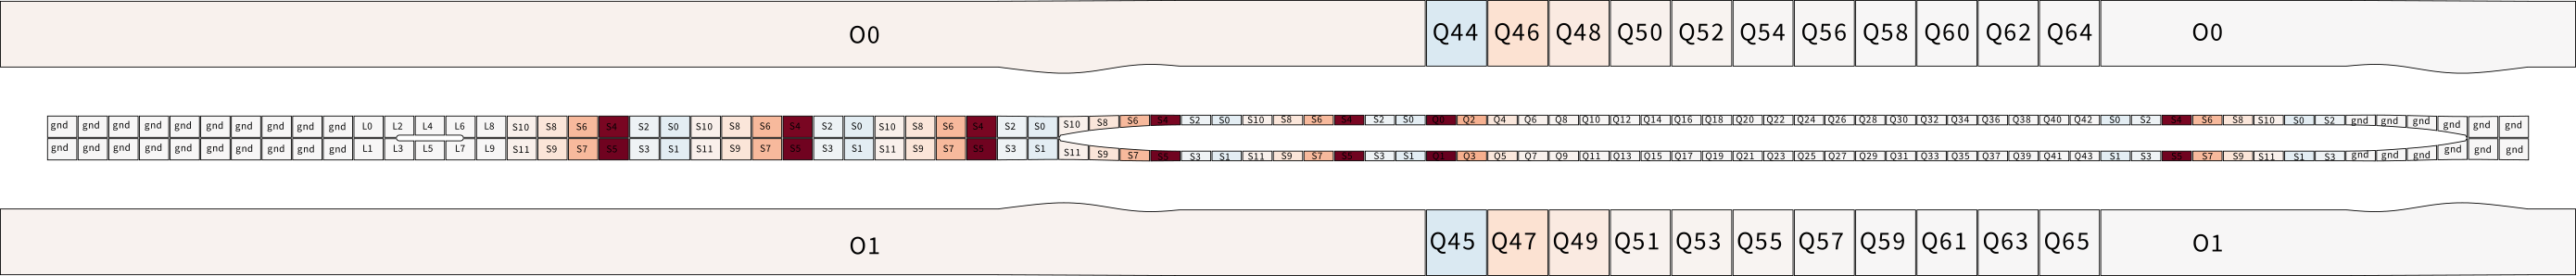 O0 Q44 Q46 Q48 Q50 Q52 Q54 Q56 Q58 Q60 Q62 Q64 O0
gnd gnd gnd gnd gnd gnd gnd gnd gnd gnd L0 L2 L4 L6 L8 S10 S8 S6 S4 S2 S0 S10 S8 S6 S4 S2 S0 S10 S8 S6 S4 S2 S0 S10 S8 S6 S4 S2 S0 S10 S8 S6 S4 S2 S0 Q0 Q2 Q4 Q6 Q8 Q10 Q12 Q14 Q16 Q18 Q20 Q22 Q24 Q26 Q28 Q30 Q32 Q34 Q36 Q38 Q40 Q42 S0 S2 S4 S6 S8 S10 S0 S2 gnd gnd gnd gnd gnd gnd
gnd gnd gnd gnd gnd gnd gnd gnd gnd gnd L1 L3 L5 L7 L9 S11 S9 S7 S5 S3 S1 S11 S9 S7 S5 S3 S1 S11 S9 S7 S5 S3 S1 S11 S9 S7 S5 S3 S1 S11 S9 S7 S5 S3 S1 Q1 Q3 Q5 Q7 Q9 Q11 Q13 Q15 Q17 Q19 Q21 Q23 Q25 Q27 Q29 Q31 Q33 Q35 Q37 Q39 Q41 Q43 S1 S3 S5 S7 S9 S11 S1 S3 gnd gnd gnd gnd gnd gnd
O1 Q45 Q47 Q49 Q51 Q53 Q55 Q57 Q59 Q61 Q63 Q65 O1